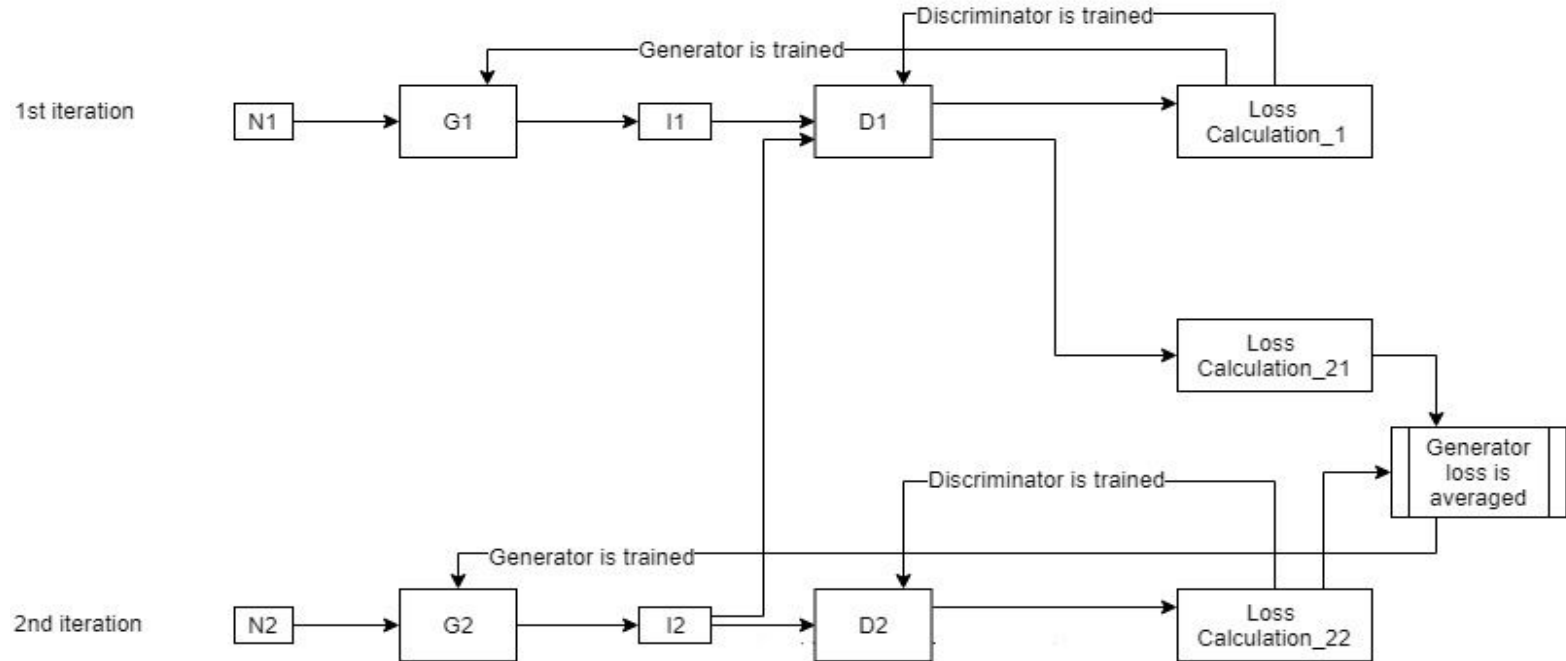 Discriminator is trained
Generator is trained
1st iteration
N1
G1
I1
D1
Loss
Calculation_1
Loss
Calculation_21
Generator
loss is
averaged
Discriminator is trained
Generator is trained
2nd iteration
N2
G2
I2
D2
Loss
Calculation_22